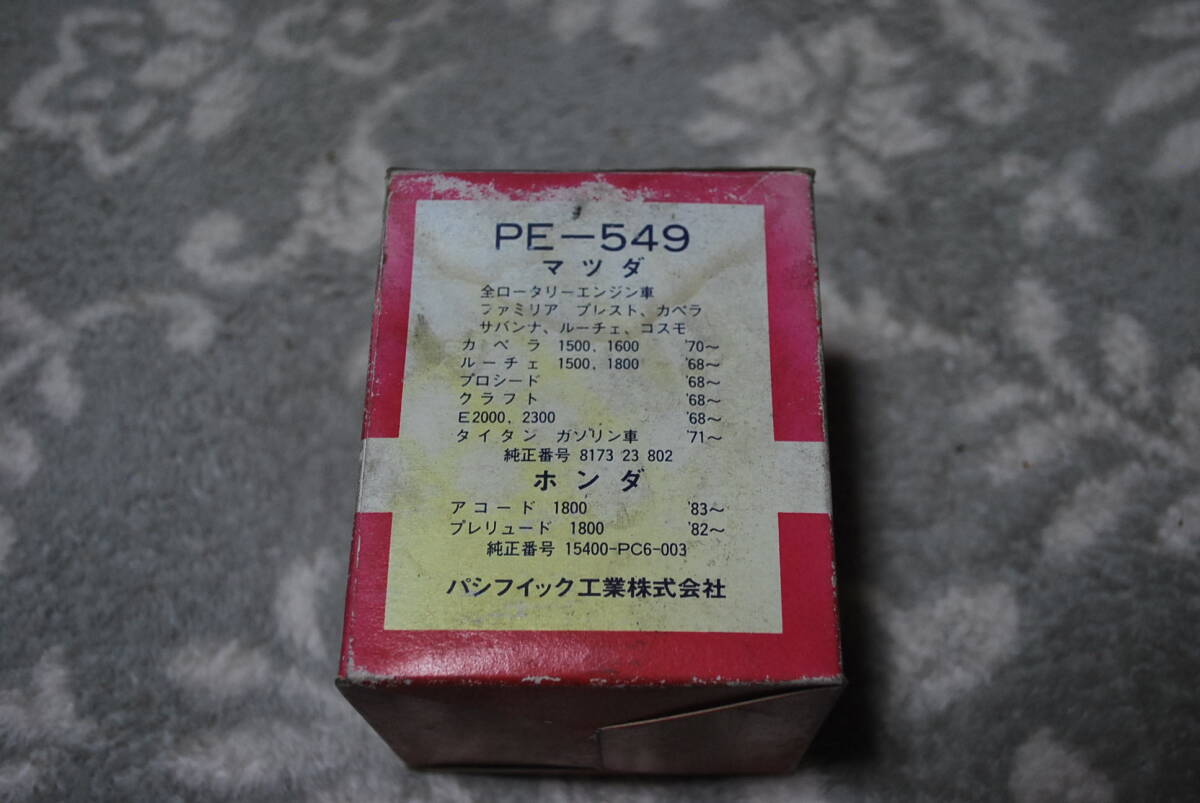 PE-549
マツダ
全ロータリーエンジン車
ファミリア プレスト、カペラ
サバンナ、ルーチェ、コスモ
カペラ 1500, 1600 '70～
ルーチェ 1500, 1800 '68～
プロシード '68～
クラフト '68～
E2000, 2300 '68～
タイタン ガソリン車 '71～
純正番号 8173 23 802
ホンダ
アコード 1800 '83～
プレリュード 1800 '82～
純正番号 15400-PC6-003
パシフイック工業株式会社